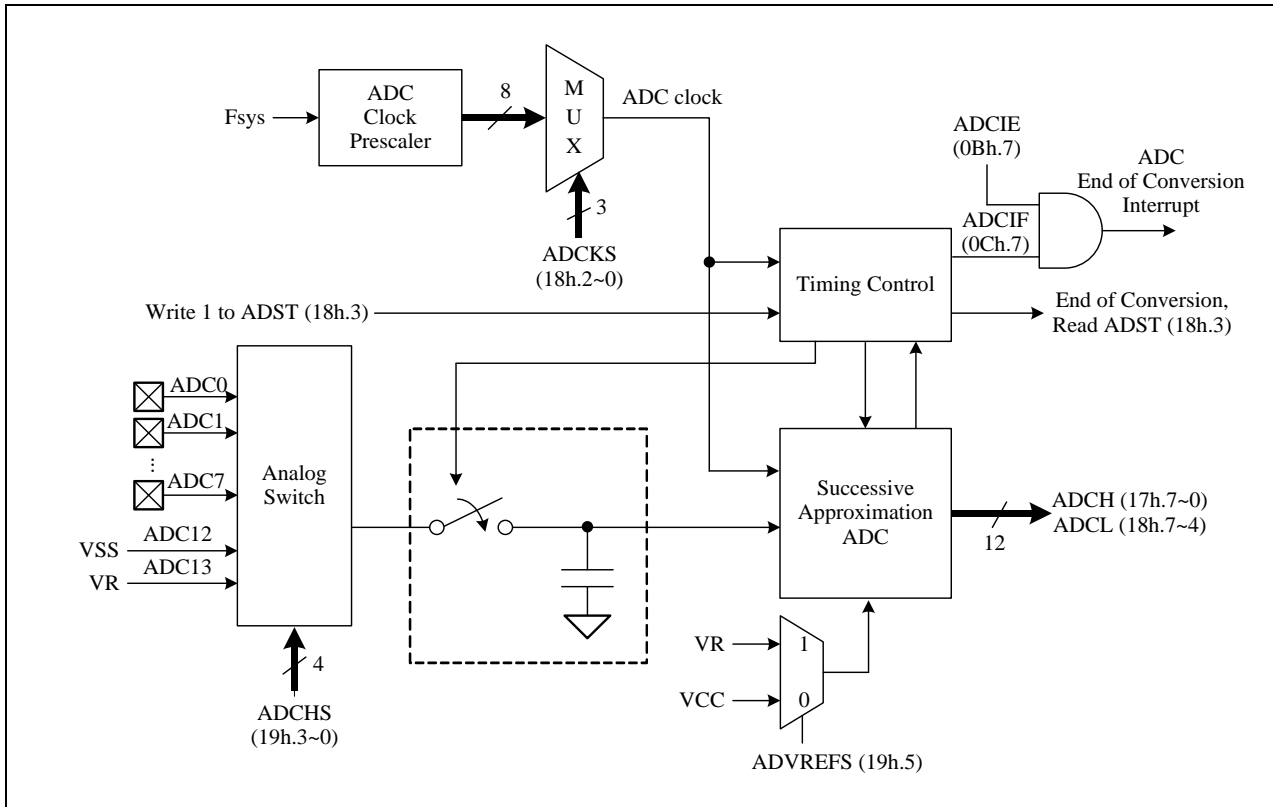 Fsys
ADC
Clock
Prescaler
8
M
U
X
ADC clock
3
ADCKS
(18h.2~0)
ADCIE
(0Bh.7)
ADCIF
(0Ch.7)
ADC
End of Conversion
Interrupt
Timing Control
Write 1 to ADST (18h.3)
End of Conversion,
Read ADST (18h.3)
ADC0
ADC1
...
ADC7
VSS
ADC12
VR
ADC13
Analog
Switch
4
ADCHS
(19h.3~0)
Successive
Approximation
ADC
12
ADCH (17h.7~0)
ADCL (18h.7~4)
VR
1
VCC
0
ADVREFS (19h.5)